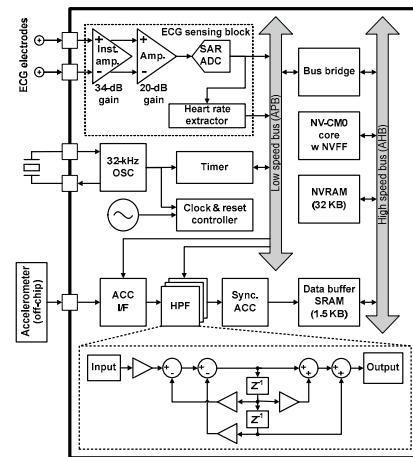 ECG electrodes
ECG sensing block
Inst.
amp.
Amp.
SAR
ADC
34-dB
gain
20-dB
gain
Heart rate
extractor
32-kHz
OSC
Timer
Clock & reset
controller
Low speed bus (APB)
Bus bridge
NV-CM0
core
w NVFF
NVRAM
(32 KB)
High speed bus (AHB)
Accelerometer
(off-chip)
ACC
I/F
HPF
Sync.
ACC
Data buffer
SRAM
(1.5 KB)
Input
+
-
+
-
+
+
+
+
Output
Z-1
Z-1